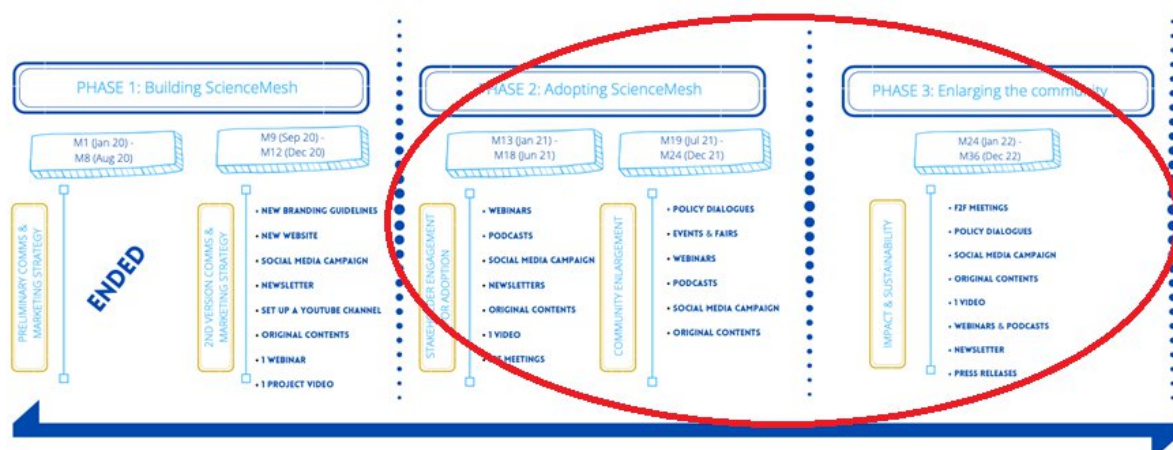 PHASE 1: Building ScienceMesh
M1 (Jan 20) -
M8 (Aug 20)
PRELIMINARY COMMS &
MARKETING STRATEGY
ENDED
M9 (Sep 20) -
M12 (Dec 20)
2ND VERSION COMMS &
MARKETING STRATEGY
• NEW BRANDING GUIDELINES
• NEW WEBSITE
• SOCIAL MEDIA CAMPAIGN
• NEWSLETTER
• SET UP A YOUTUBE CHANNEL
• ORIGINAL CONTENTS
• 1 WEBINAR
• 1 PROJECT VIDEO
PHASE 2: Adopting ScienceMesh
M13 (Jan 21) -
M18 (Jun 21)
STAKEHOLDER ENGAGEMENT
FOR ADOPTION
• WEBINARS
• PODCASTS
• SOCIAL MEDIA CAMPAIGN
• NEWSLETTERS
• ORIGINAL CONTENTS
• 1 VIDEO
MEETINGS
M19 (Jul 21) -
M24 (Dec 21)
COMMUNITY ENLARGEMENT
• POLICY DIALOGUES
• EVENTS & FAIRS
• WEBINARS
• PODCASTS
• SOCIAL MEDIA CAMPAIGN
• ORIGINAL CONTENTS
PHASE 3: Enlarging the community
M24 (Jan 22) -
M36 (Dec 22)
IMPACT & SUSTAINABILITY
• F2F MEETINGS
• POLICY DIALOGUES
• SOCIAL MEDIA CAMPAIGN
• ORIGINAL CONTENTS
• 1 VIDEO
• WEBINARS & PODCASTS
• NEWSLETTER
• PRESS RELEASES